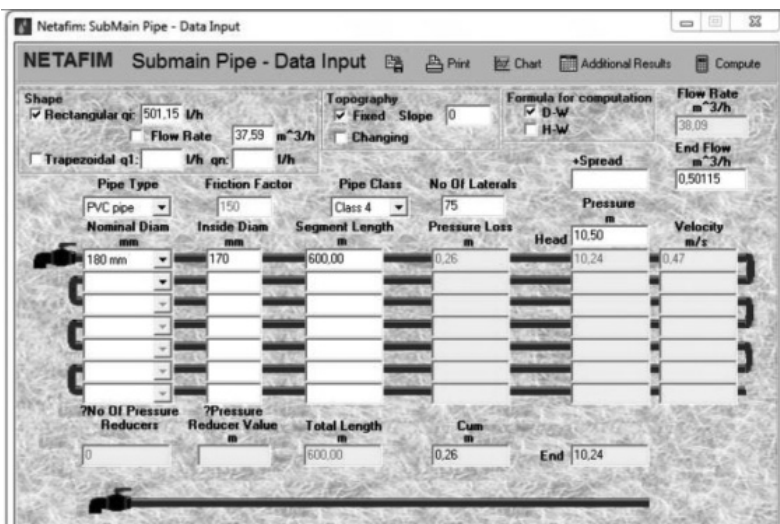 Netafim: SubMain Pipe - Data Input
NETAFIM Submain Pipe - Data Input Print Chart Additional Results Compute
Shape
Rectangular qi: 501,15 l/h
Flow Rate 37,59 m^3/h
Trapezoidal q1: l/h qn: l/h
Topography
Fixed Slope 0
Changing
Formula for computation
D-W
H-W
Flow Rate
m^3/h
38,09
End Flow
m^3/h
0,50115
+Spread
Pipe Type Friction Factor Pipe Class No Of Laterals
PVC pipe 150 Class 4 75
Pressure
m
Head 10,50
Nominal Diam
mm
Inside Diam
mm
Segment Length
m
Pressure Loss
m
Velocity
m/s
180 mm 170 600,00 0,26 10,24 0,47
?No Of Pressure
Reducers
?Pressure
Reducer Value
m
Total Length
m
Cum
m
0 600,00 0,26 End 10,24